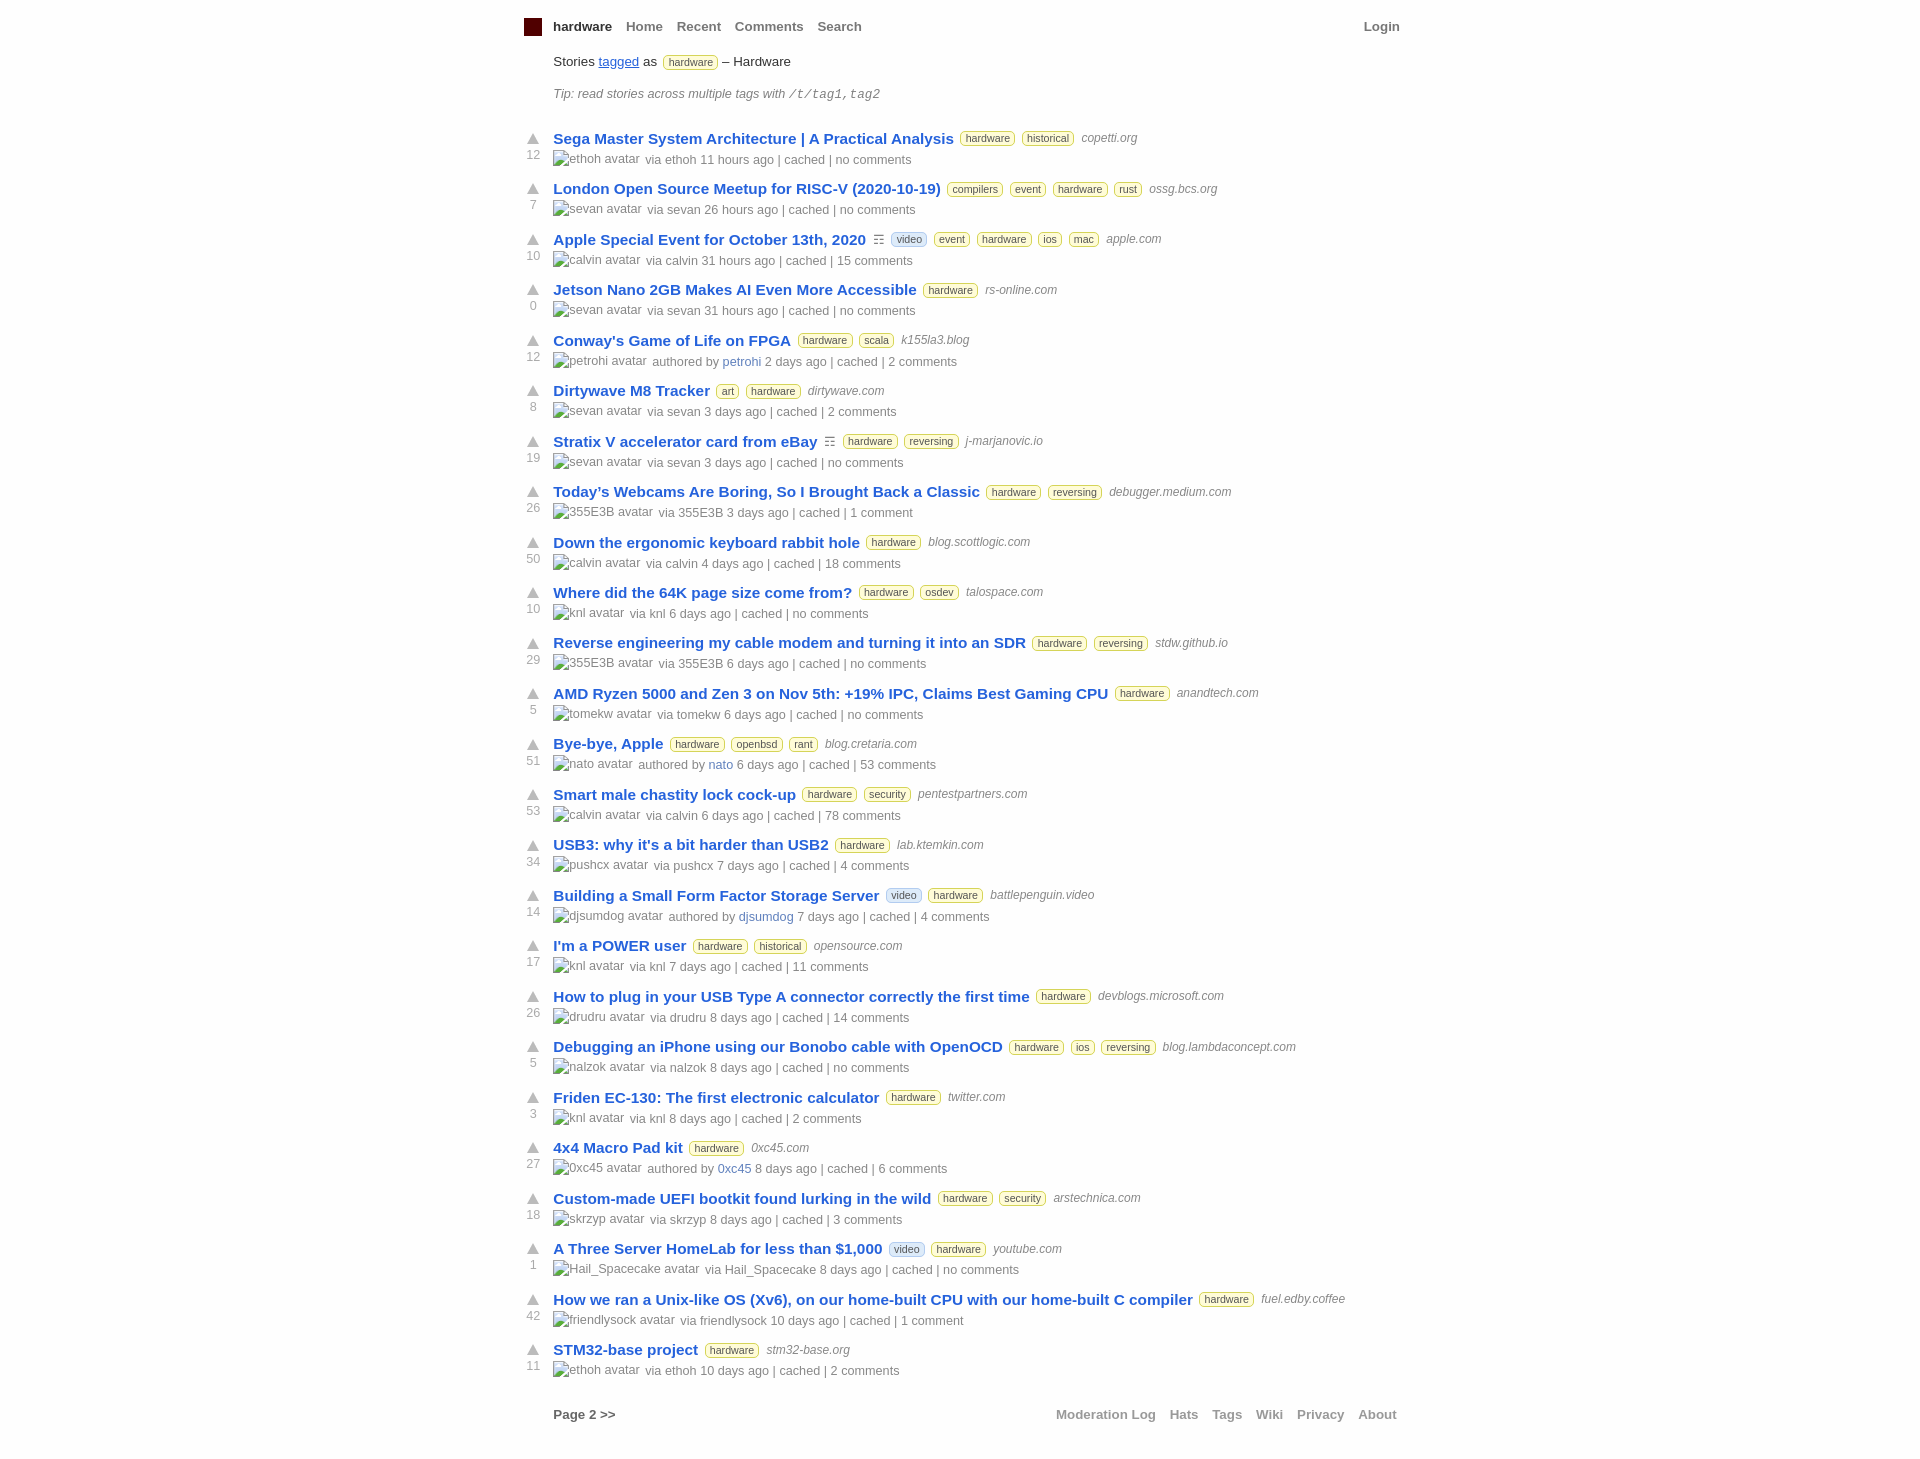 hardware Home Recent Comments Search Login
Stories tagged as hardware – Hardware
Tip: read stories across multiple tags with /t/tag1,tag2
Sega Master System Architecture | A Practical Analysis hardware historical copetti.org
12 ethoh avatar via ethoh 11 hours ago | cached | no comments
London Open Source Meetup for RISC-V (2020-10-19) compilers event hardware rust ossg.bcs.org
7 sevan avatar via sevan 26 hours ago | cached | no comments
Apple Special Event for October 13th, 2020 ☶ video event hardware ios mac apple.com
10 calvin avatar via calvin 31 hours ago | cached | 15 comments
Jetson Nano 2GB Makes AI Even More Accessible hardware rs-online.com
0 sevan avatar via sevan 31 hours ago | cached | no comments
Conway's Game of Life on FPGA hardware scala k155la3.blog
12 petrohi avatar authored by petrohi 2 days ago | cached | 2 comments
Dirtywave M8 Tracker art hardware dirtywave.com
8 sevan avatar via sevan 3 days ago | cached | 2 comments
Stratix V accelerator card from eBay ☶ hardware reversing j-marjanovic.io
19 sevan avatar via sevan 3 days ago | cached | no comments
Today’s Webcams Are Boring, So I Brought Back a Classic hardware reversing debugger.medium.com
26 355E3B avatar via 355E3B 3 days ago | cached | 1 comment
Down the ergonomic keyboard rabbit hole hardware blog.scottlogic.com
50 calvin avatar via calvin 4 days ago | cached | 18 comments
Where did the 64K page size come from? hardware osdev talospace.com
10 knl avatar via knl 6 days ago | cached | no comments
Reverse engineering my cable modem and turning it into an SDR hardware reversing stdw.github.io
29 355E3B avatar via 355E3B 6 days ago | cached | no comments
AMD Ryzen 5000 and Zen 3 on Nov 5th: +19% IPC, Claims Best Gaming CPU hardware anandtech.com
5 tomekw avatar via tomekw 6 days ago | cached | no comments
Bye-bye, Apple hardware openbsd rant blog.cretaria.com
51 nato avatar authored by nato 6 days ago | cached | 53 comments
Smart male chastity lock cock-up hardware security pentestpartners.com
53 calvin avatar via calvin 6 days ago | cached | 78 comments
USB3: why it's a bit harder than USB2 hardware lab.ktemkin.com
34 pushcx avatar via pushcx 7 days ago | cached | 4 comments
Building a Small Form Factor Storage Server video hardware battlepenguin.video
14 djsumdog avatar authored by djsumdog 7 days ago | cached | 4 comments
I'm a POWER user hardware historical opensource.com
17 knl avatar via knl 7 days ago | cached | 11 comments
How to plug in your USB Type A connector correctly the first time hardware devblogs.microsoft.com
26 drudru avatar via drudru 8 days ago | cached | 14 comments
Debugging an iPhone using our Bonobo cable with OpenOCD hardware ios reversing blog.lambdaconcept.com
5 nalzok avatar via nalzok 8 days ago | cached | no comments
Friden EC-130: The first electronic calculator hardware twitter.com
3 knl avatar via knl 8 days ago | cached | 2 comments
4x4 Macro Pad kit hardware 0xc45.com
27 0xc45 avatar authored by 0xc45 8 days ago | cached | 6 comments
Custom-made UEFI bootkit found lurking in the wild hardware security arstechnica.com
18 skrzyp avatar via skrzyp 8 days ago | cached | 3 comments
A Three Server HomeLab for less than $1,000 video hardware youtube.com
1 Hail_Spacecake avatar via Hail_Spacecake 8 days ago | cached | no comments
How we ran a Unix-like OS (Xv6), on our home-built CPU with our home-built C compiler hardware fuel.edby.coffee
42 friendlysock avatar via friendlysock 10 days ago | cached | 1 comment
STM32-base project hardware stm32-base.org
11 ethoh avatar via ethoh 10 days ago | cached | 2 comments
Page 2 >> Moderation Log Hats Tags Wiki Privacy About